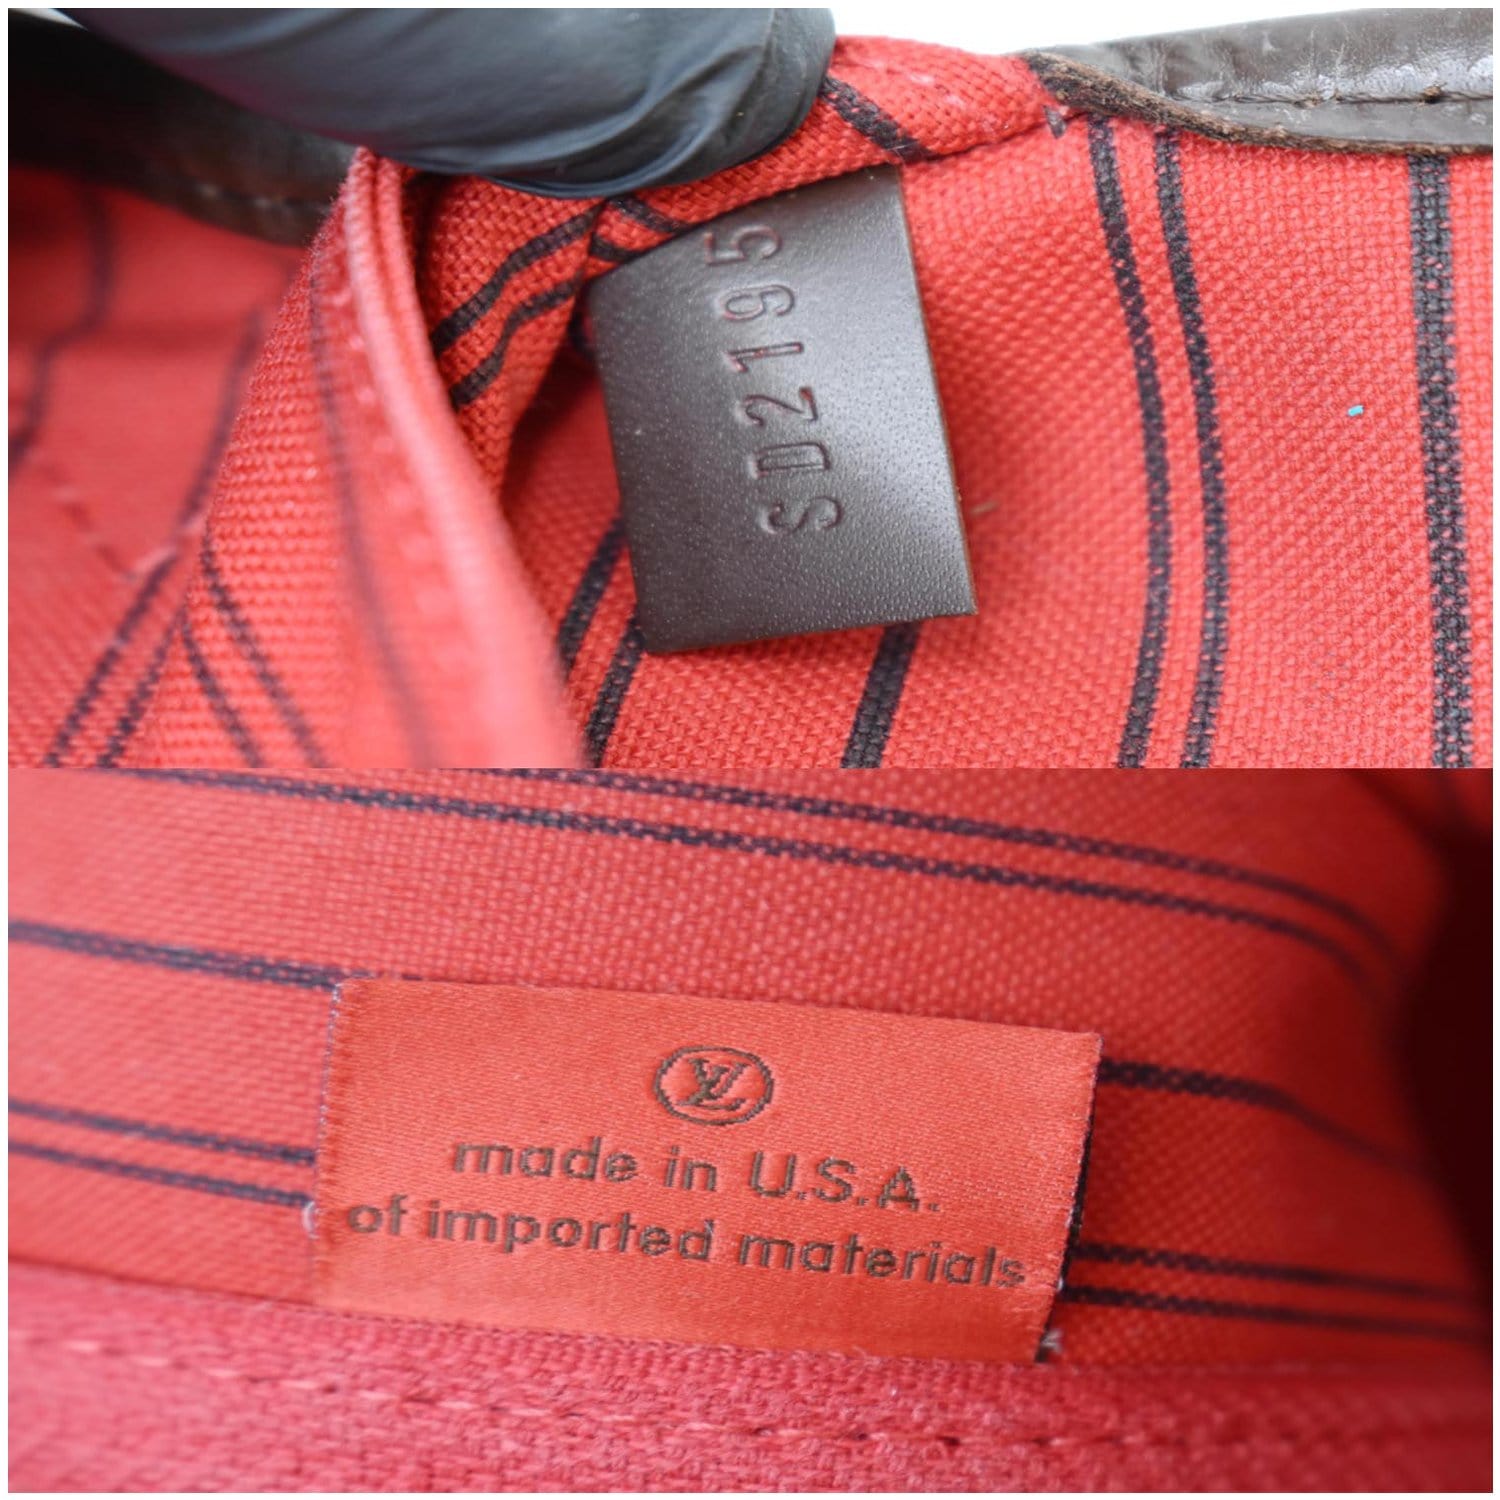 SD2195
LV
made in U.S.A.
of imported materials